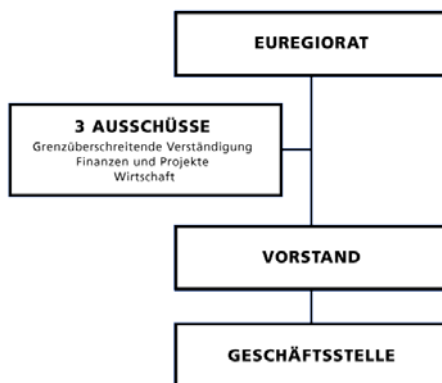 EUREGIORAT
3 AUSSCHÜSSE
Grenzüberschreitende Verständigung
Finanzen und Projekte
Wirtschaft
VORSTAND
GESCHÄFTSSTELLE